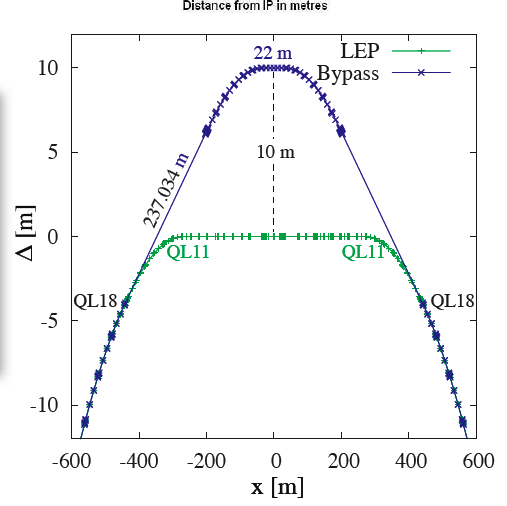 Distance from IP in metres
10
5
0
-5
-10
Δ [m]
22 m
LEP
Bypass
10 m
237.034 m
QL11
QL11
QL18
QL18
-600 -400 -200 0 200 400 600
x [m]